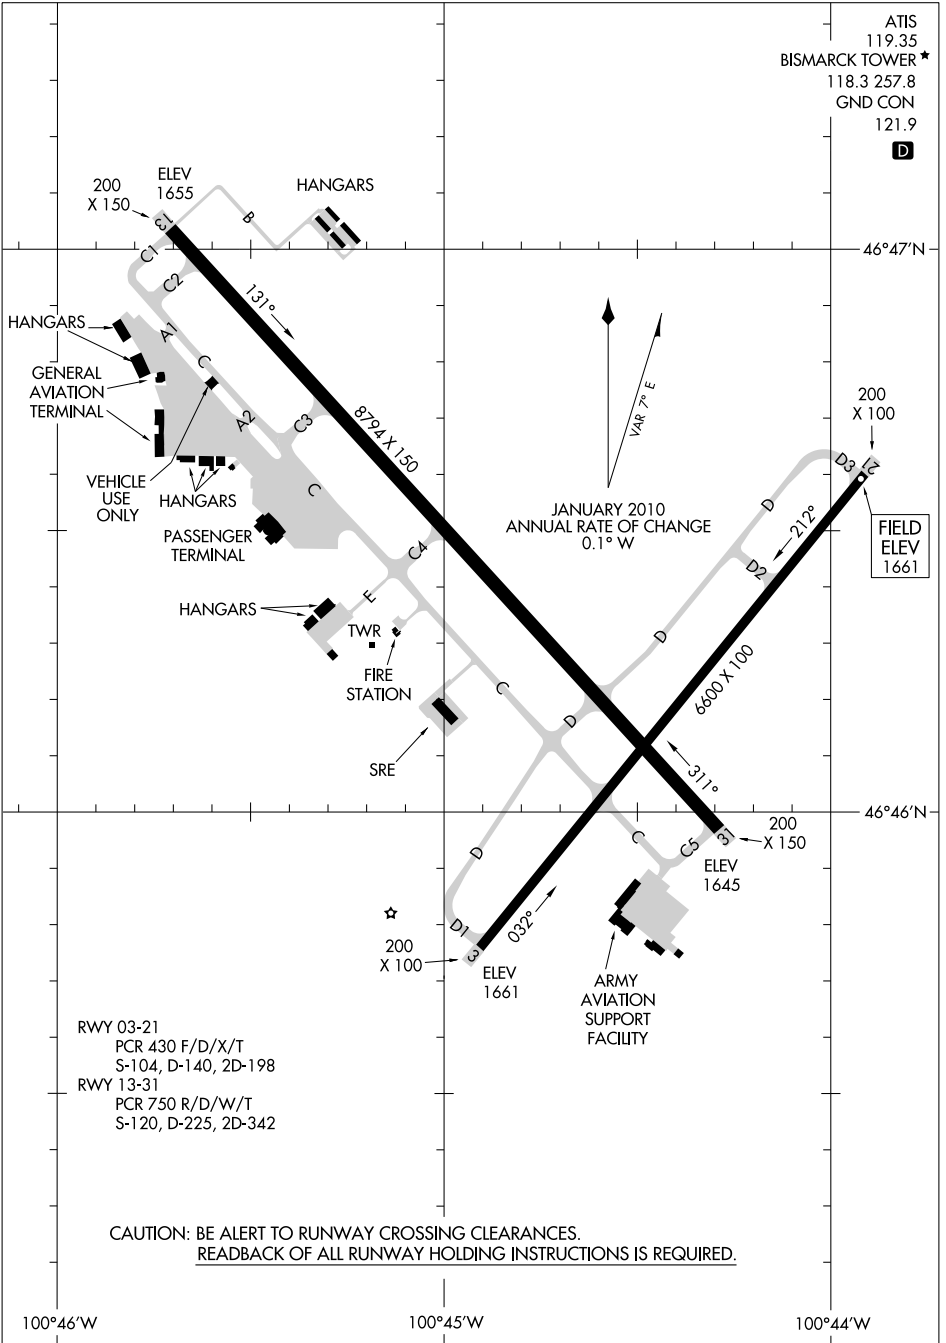 ATIS
119.35
BISMARCK TOWER ★
118.3 257.8
GND CON
121.9
D
ELEV
1655
200
X 150
HANGARS
13
B
46°47'N
C1
C2
131°
HANGARS
A1
C
GENERAL
AVIATION
TERMINAL
VAR 7° E
200
X 100
A2
C3
8794 X 150
D3
21
VEHICLE
USE
ONLY
HANGARS
C
JANUARY 2010
ANNUAL RATE OF CHANGE
0.1° W
D
212°
FIELD
ELEV
1661
PASSENGER
TERMINAL
C4
D2
HANGARS
E
TWR
FIRE
STATION
D
6600 X 100
C
D
SRE
311°
46°46'N
C
C5
31
200
X 150
ELEV
1645
D
D1
032°
200
X 100
3
ELEV
1661
ARMY
AVIATION
SUPPORT
FACILITY
RWY 03-21
PCR 430 F/D/X/T
S-104, D-140, 2D-198
RWY 13-31
PCR 750 R/D/W/T
S-120, D-225, 2D-342
CAUTION: BE ALERT TO RUNWAY CROSSING CLEARANCES.
READBACK OF ALL RUNWAY HOLDING INSTRUCTIONS IS REQUIRED.
100°46'W
100°45'W
100°44'W